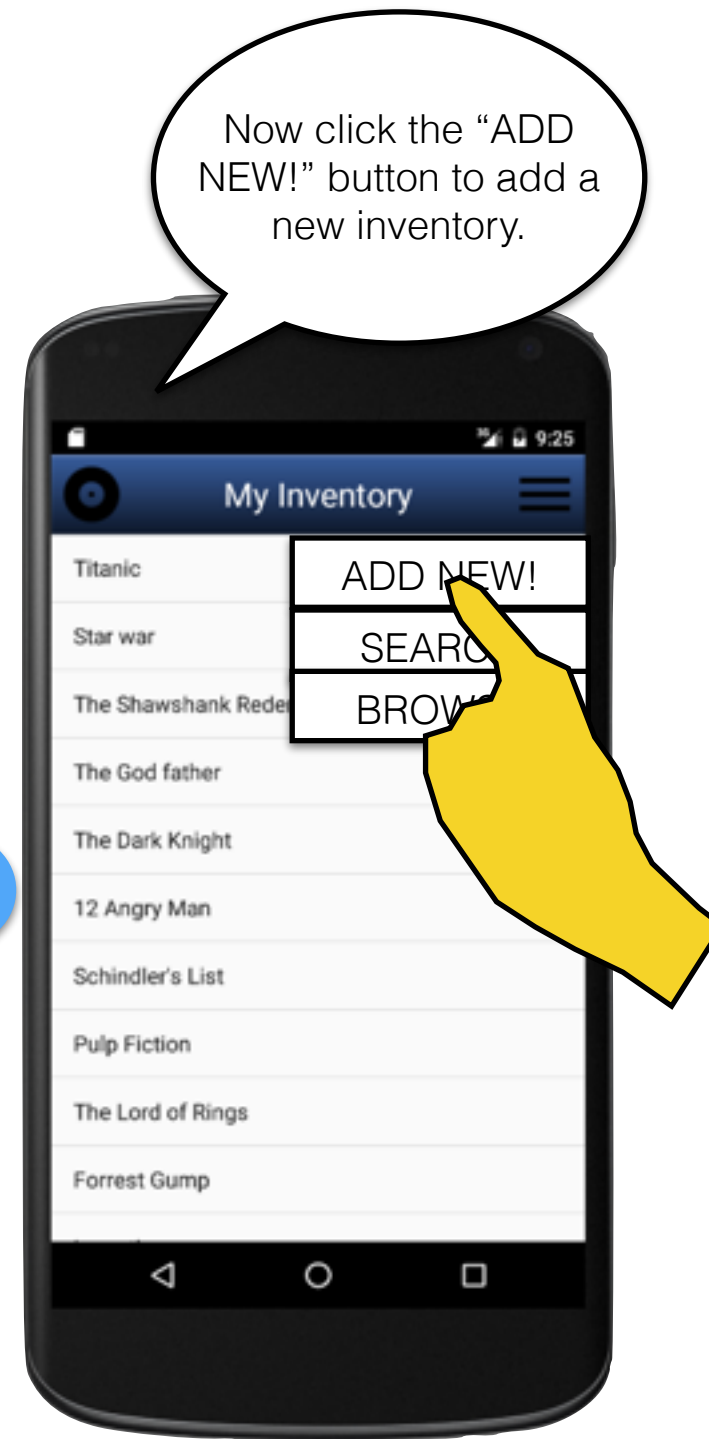 Now click the “ADD
NEW!” button to add a
new inventory.
9:25
My Inventory
Titanic
ADD NEW!
Star war
The Shawshank
The God father
The Dark Knight
12 Angry Man
Schindler's List
Pulp Fiction
The Lord of Rings
Forrest Gump